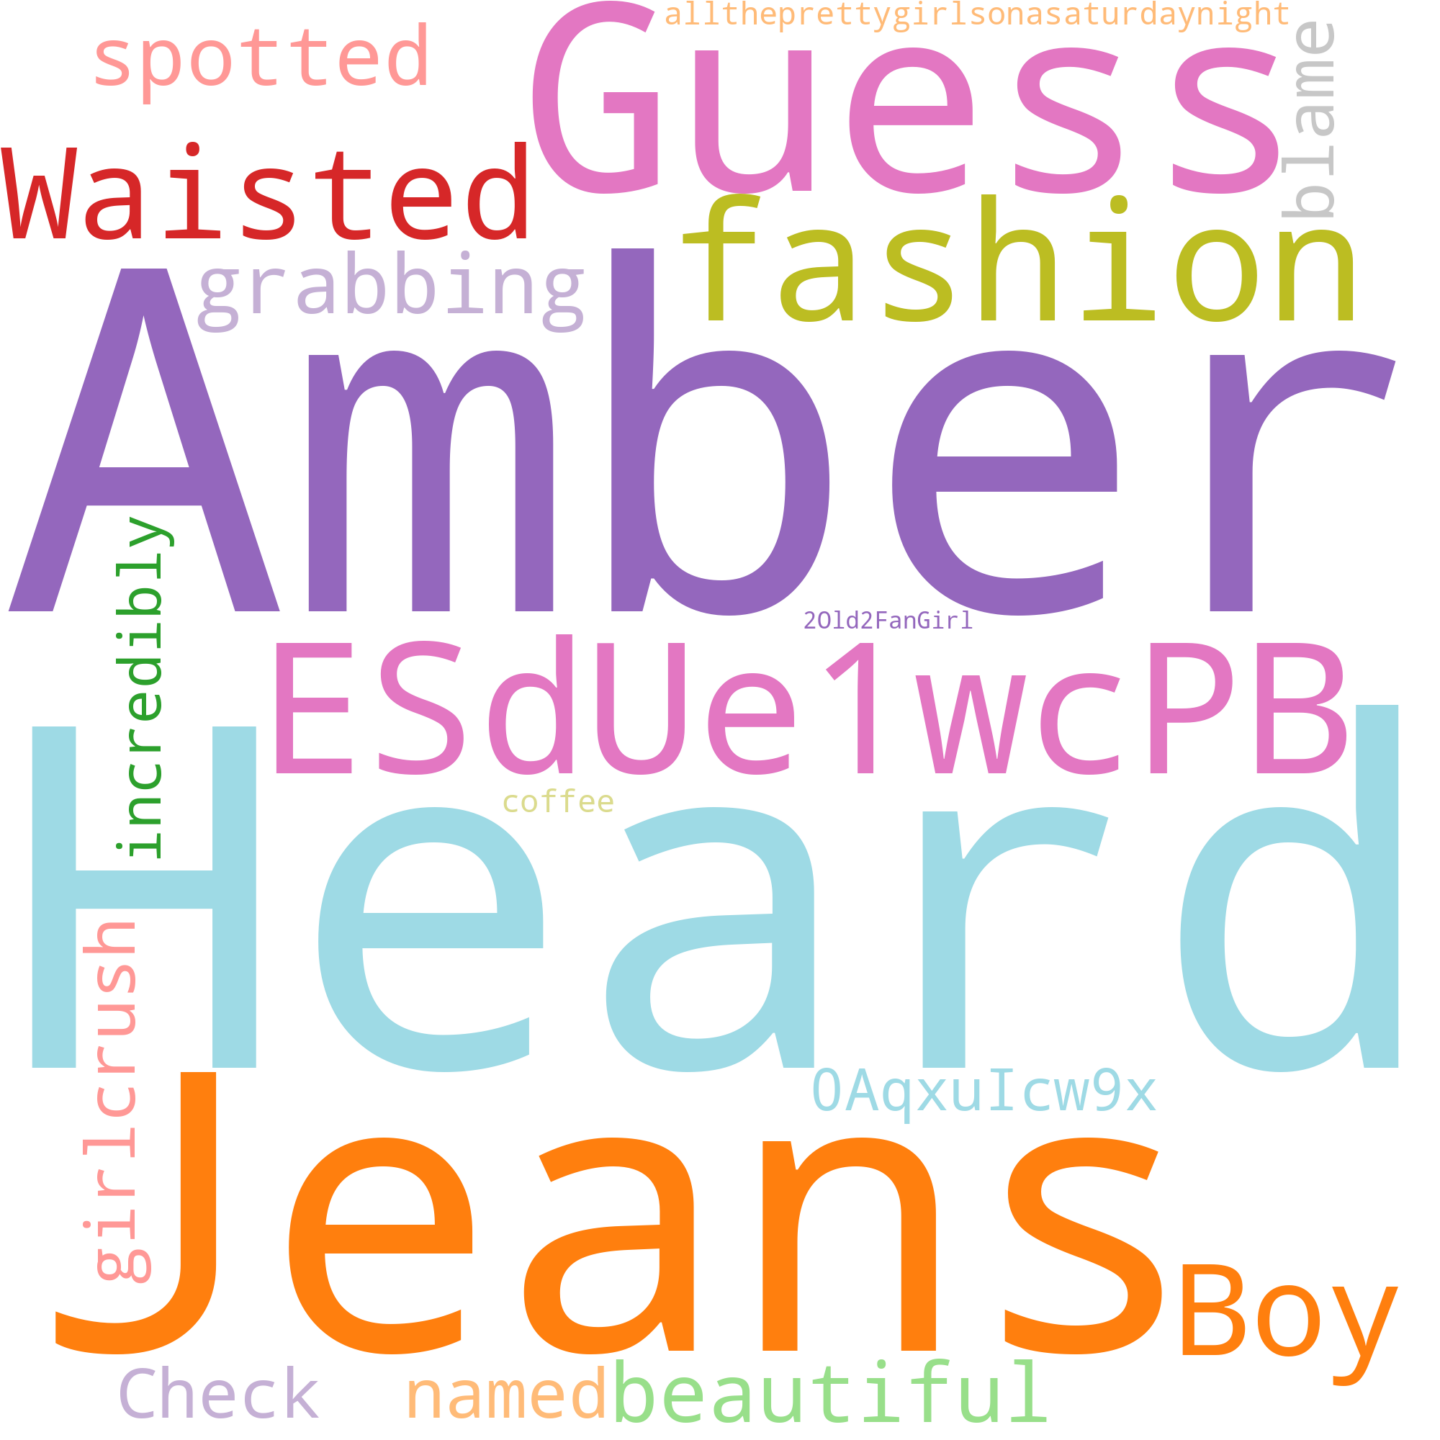 alltheprettygirlsonasaturdaynight
spotted
Guess
blame
Waisted
fashion
grabbing
Amber
incredibly
2Old2FanGirl
ESdUe1wcPB
coffee
Heard
girlcrush
0AqxuIcw9x
Jeans
Boy
Check
named
beautiful